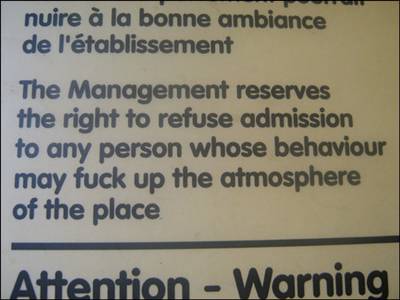 nuire à la bonne ambiance
de l'établissement
The Management reserves
the right to refuse admission
to any person whose behaviour
may fuck up the atmosphere
of the place
Attention - Warning